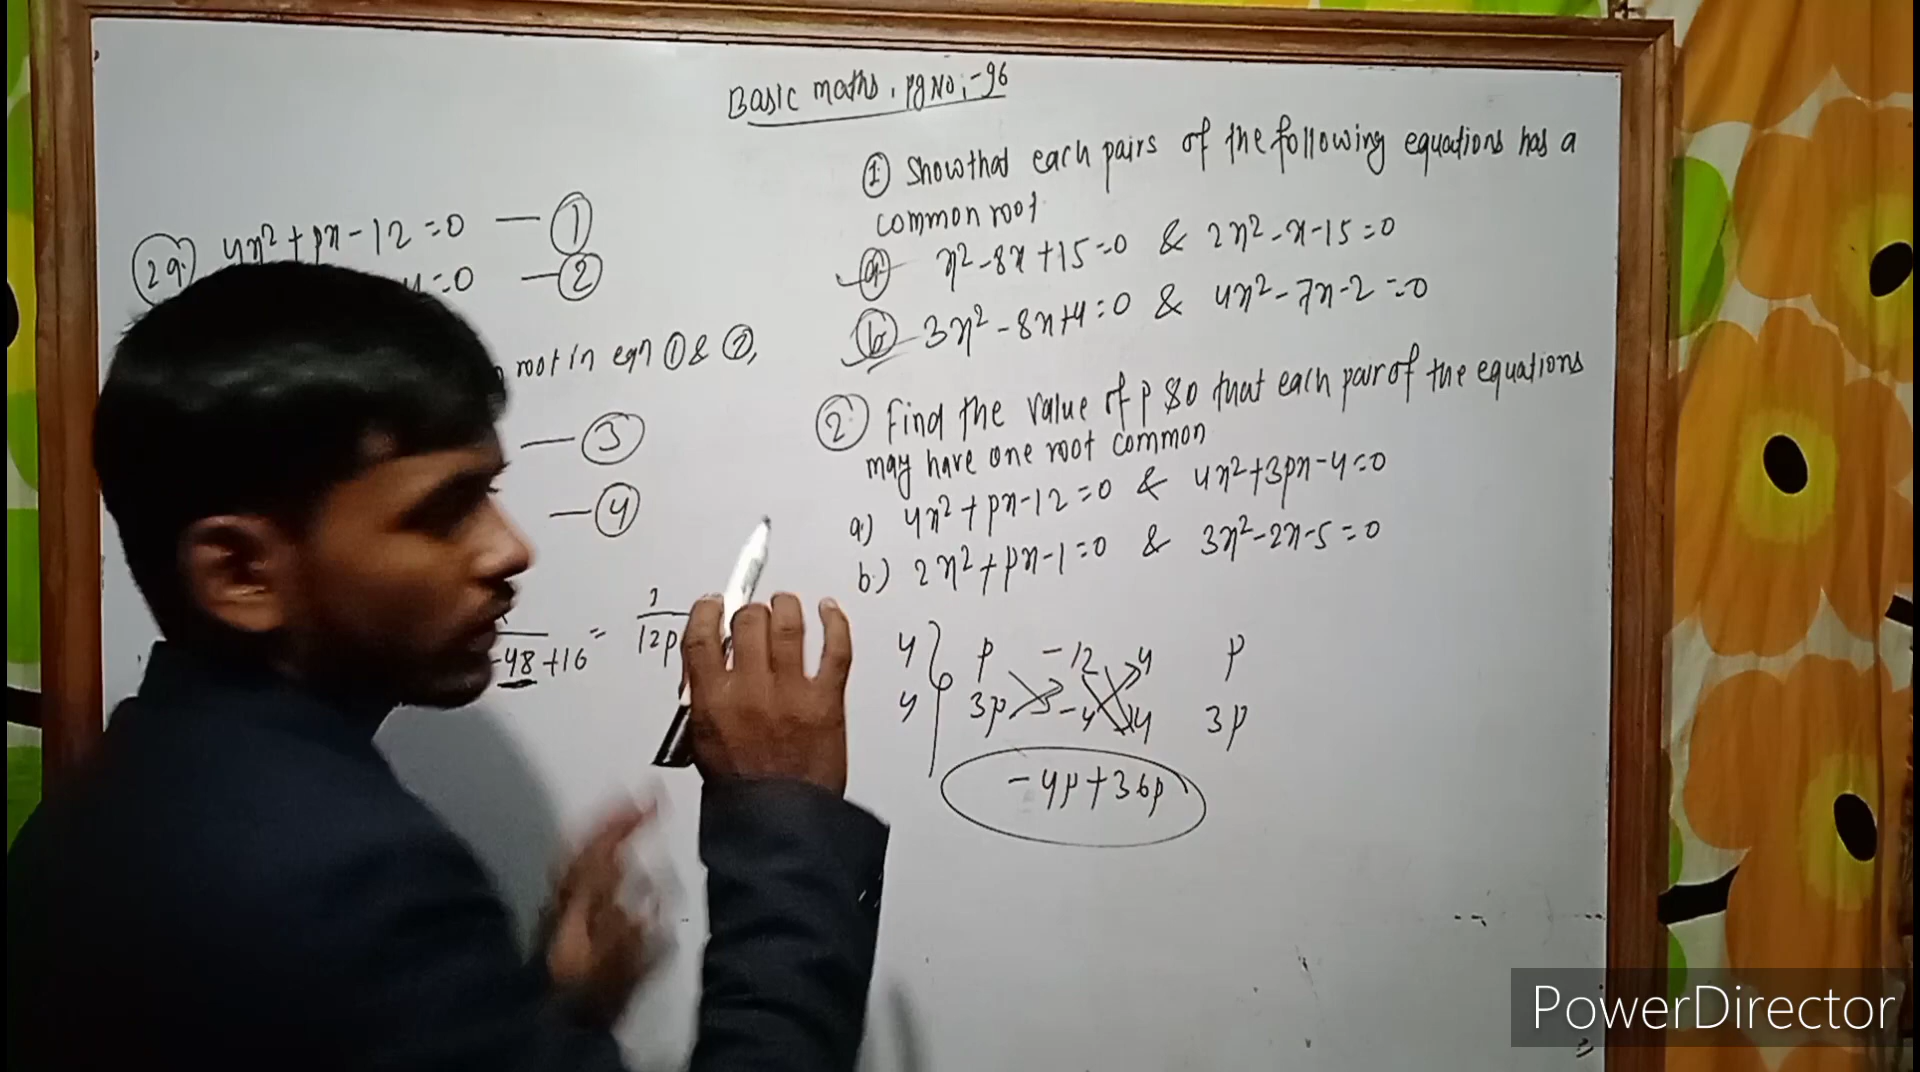 Basic maths, Pg No:-96
① Show that each pairs of the following equations has a
common root.
ⓐ x²-8x+15=0 & 2x²-x-15=0
ⓑ 3x²-8x+4=0 & 4x²-7x-2=0
② Find the value of p so that each pair of the equations
may have one root common
a) 4x²+px-12=0 & 4x²+3px-4=0
b) 2x²+px-1=0 & 3x²-2x-5=0
4 p -12 4 p
4 3p -4 4 3p
-4p+36p
2a) 4x²+px-12=0 — ①
=0 — ②
root in eqn ① & ②,
— ③
— ④
-48+16 = 1/12p
PowerDirector